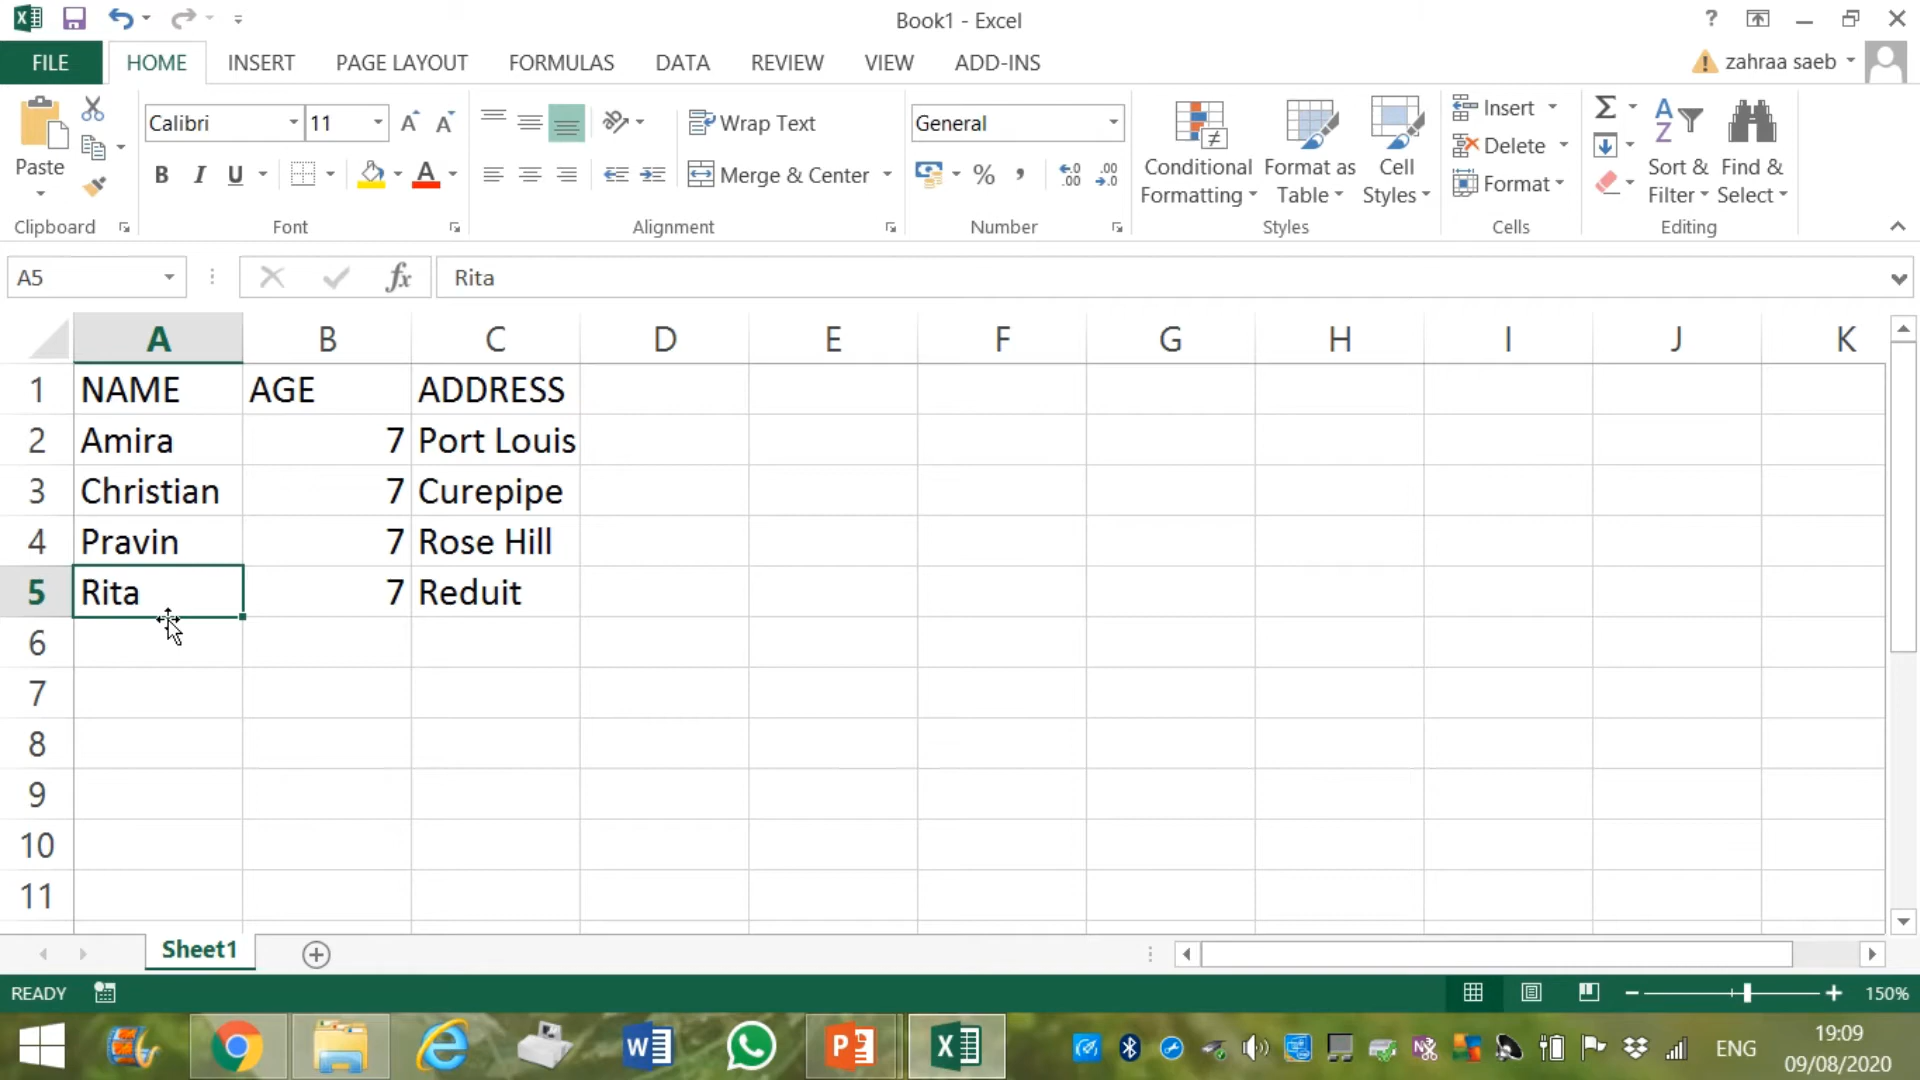 Book1 - Excel
?
FILE HOME INSERT PAGE LAYOUT FORMULAS DATA REVIEW VIEW ADD-INS
zahraa saeb
Paste
Calibri 11
B I U A
Wrap Text
Merge & Center
General
%
Conditional Formatting
Format as Table
Cell Styles
Insert
Delete
Format
Sort & Filter
Find & Select
Clipboard Font Alignment Number Styles Cells Editing
A5 fx Rita
A B C D E F G H I J K
1 NAME AGE ADDRESS
2 Amira 7 Port Louis
3 Christian 7 Curepipe
4 Pravin 7 Rose Hill
5 Rita 7 Reduit
6
7
8
9
10
11
Sheet1
READY 150%
ENG
19:09
09/08/2020